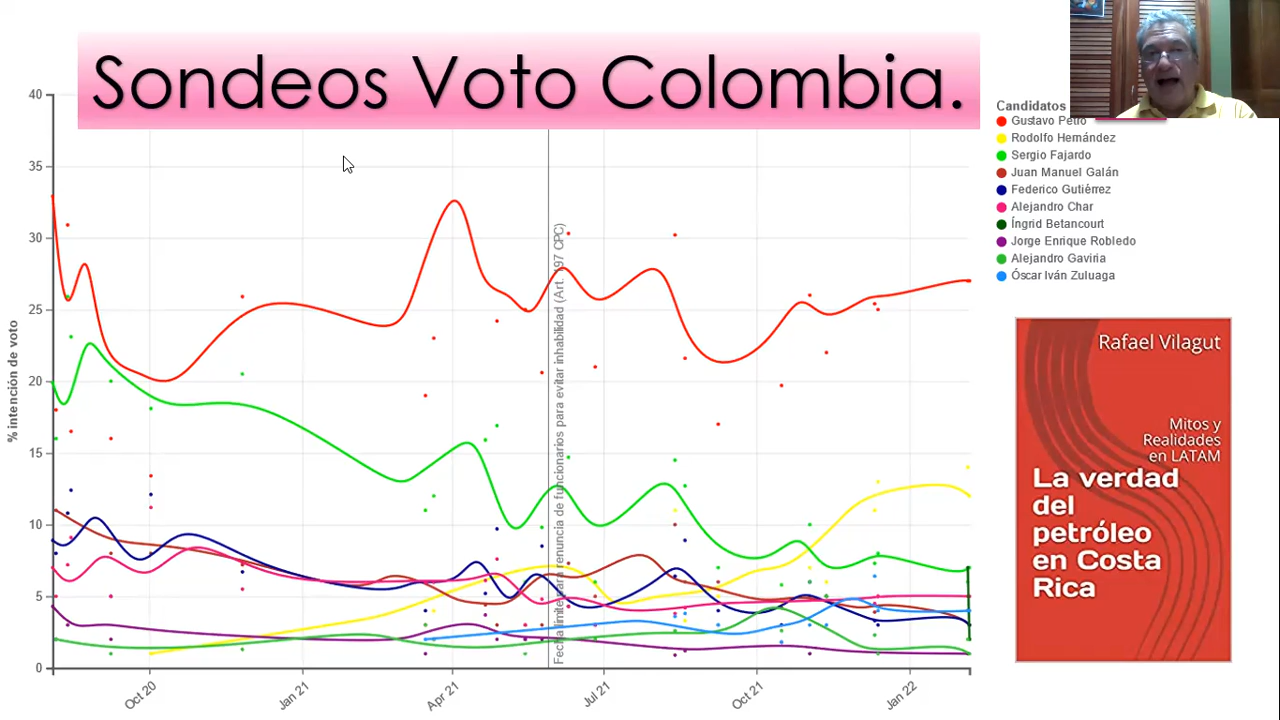 Sondeos Voto Colombia.
40
35
30
25
20
15
10
5
0
% intención de voto
Oct 20
Jan 21
Apr 21
Jul 21
Oct 21
Jan 22
Fecha límite para renuncia de funcionarios para evitar inhabilidad (Art. 197 CPC)
Candidatos
Gustavo Petro
Rodolfo Hernández
Sergio Fajardo
Juan Manuel Galán
Federico Gutiérrez
Alejandro Char
Íngrid Betancourt
Jorge Enrique Robledo
Alejandro Gaviria
Óscar Iván Zuluaga
Rafael Vilagut
Mitos y
Realidades
en LATAM
La verdad
del
petróleo
en Costa
Rica